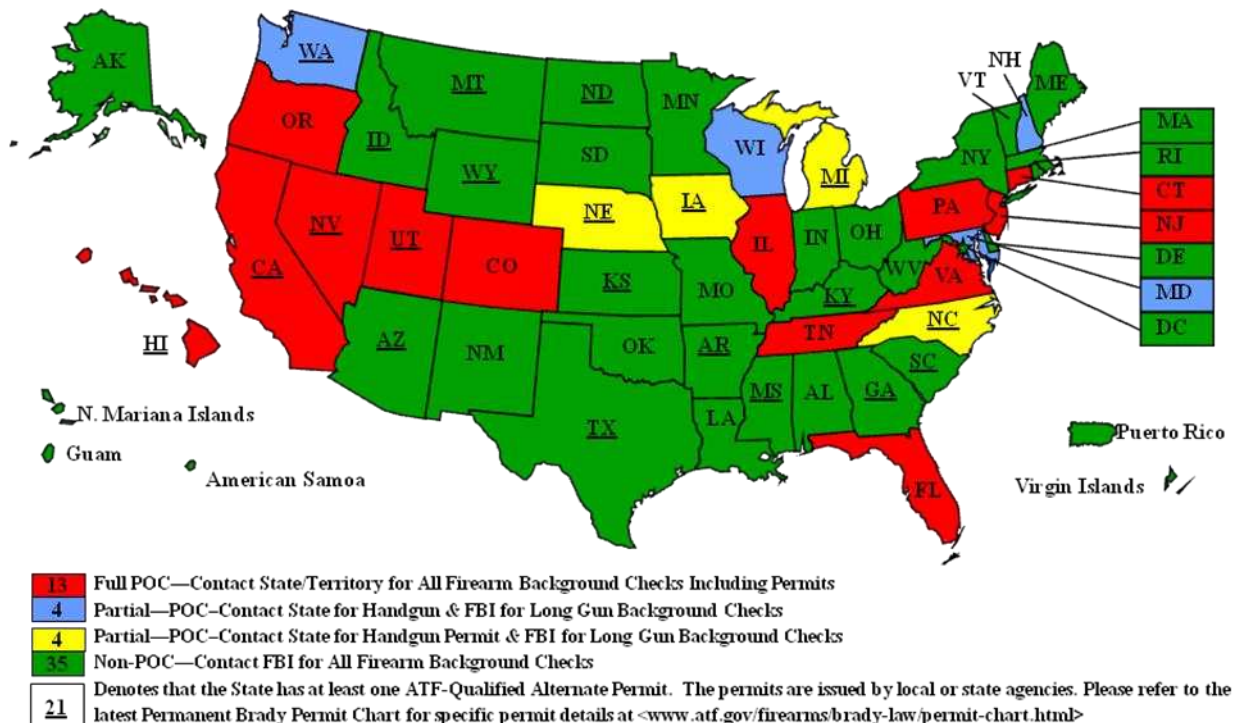 AK
WA
MT
ND
MN
VT
NH
ME
OR
ID
WY
SD
WI
MI
NY
MA
RI
CT
NJ
DE
MD
DC
NV
UT
CA
CO
NE
IA
IL
IN
OH
PA
WV
VA
KS
MO
KY
NC
TN
SC
AZ
NM
OK
AR
MS
AL
GA
TX
LA
FL
HI
N. Mariana Islands
Guam
American Samoa
Puerto Rico
Virgin Islands
13 Full POC—Contact State/Territory for All Firearm Background Checks Including Permits
4 Partial—POC–Contact State for Handgun & FBI for Long Gun Background Checks
4 Partial—POC–Contact State for Handgun Permit & FBI for Long Gun Background Checks
35 Non-POC—Contact FBI for All Firearm Background Checks
21 Denotes that the State has at least one ATF-Qualified Alternate Permit. The permits are issued by local or state agencies. Please refer to the
latest Permanent Brady Permit Chart for specific permit details at <www.atf.gov/firearms/brady-law/permit-chart.html>